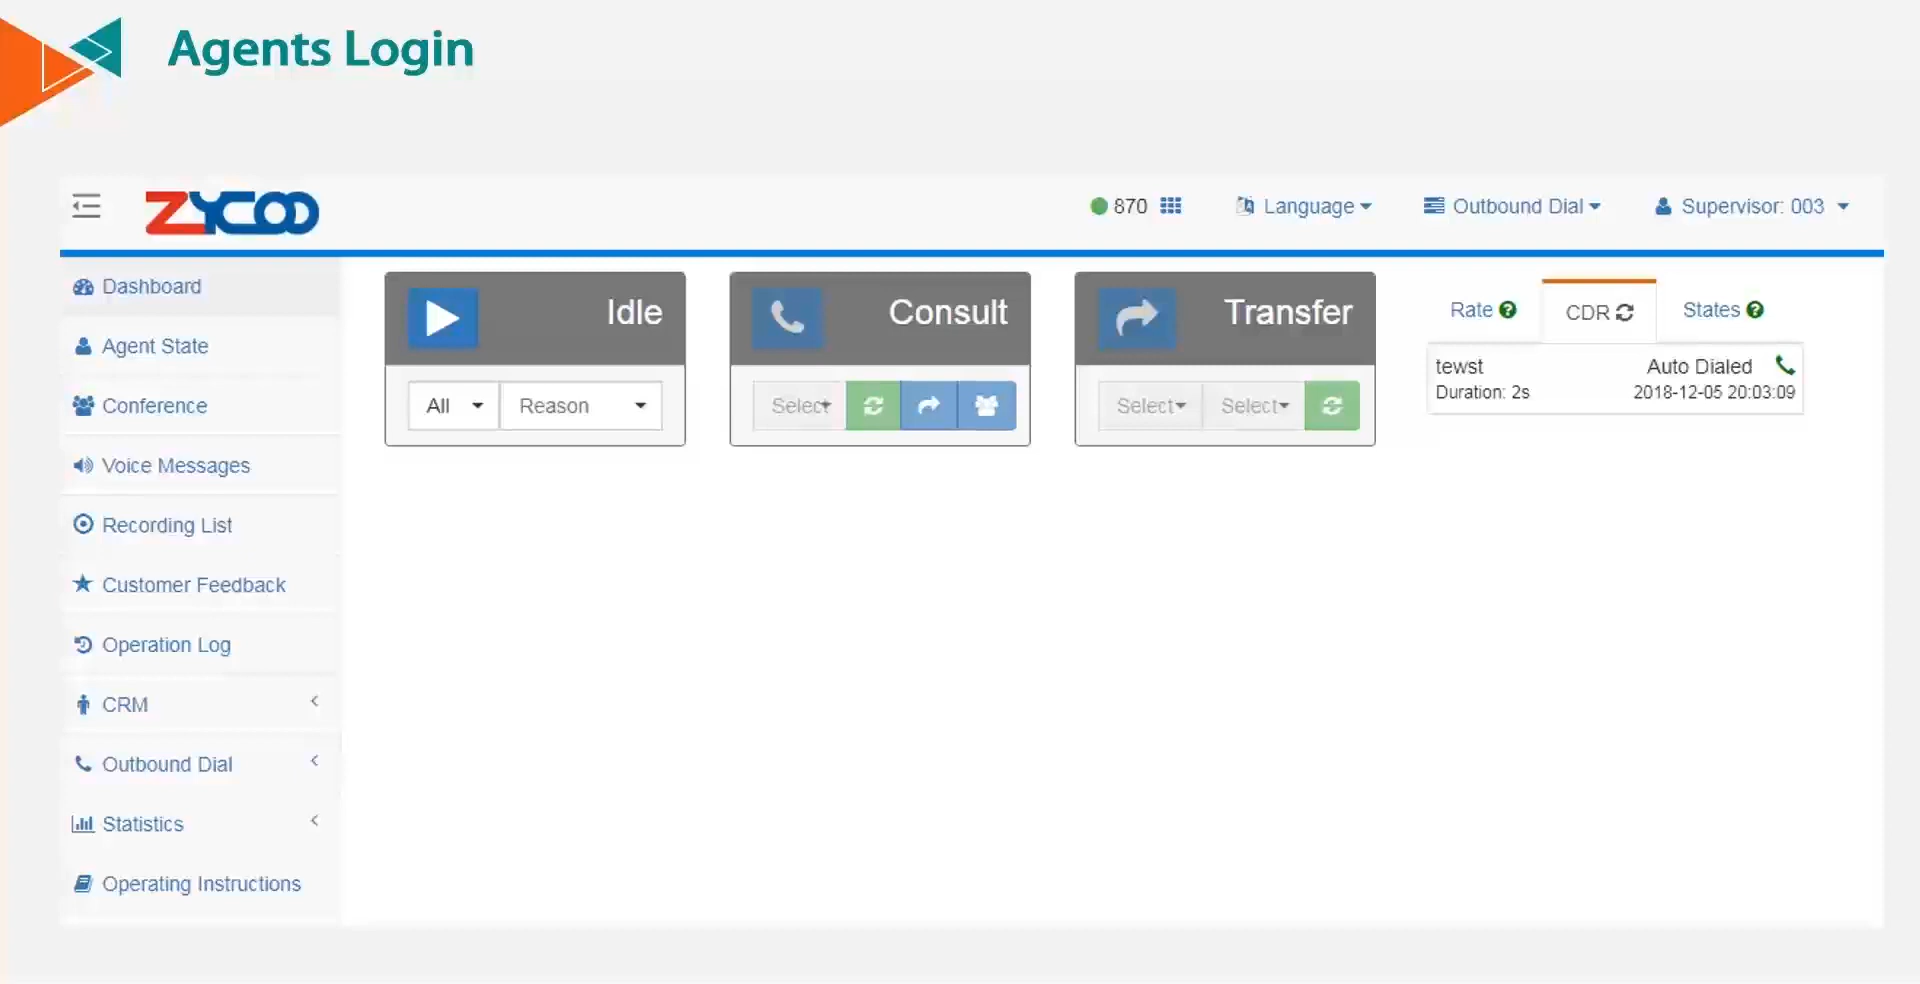 Agents Login
ZYCOO
870
Language
Outbound Dial
Supervisor: 003
Dashboard
Agent State
Conference
Voice Messages
Recording List
Customer Feedback
Operation Log
CRM
Outbound Dial
Statistics
Operating Instructions
Idle
All
Reason
Consult
Select
Transfer
Select
Select
Rate
CDR
States
tewst Auto Dialed
Duration: 2s 2018-12-05 20:03:09